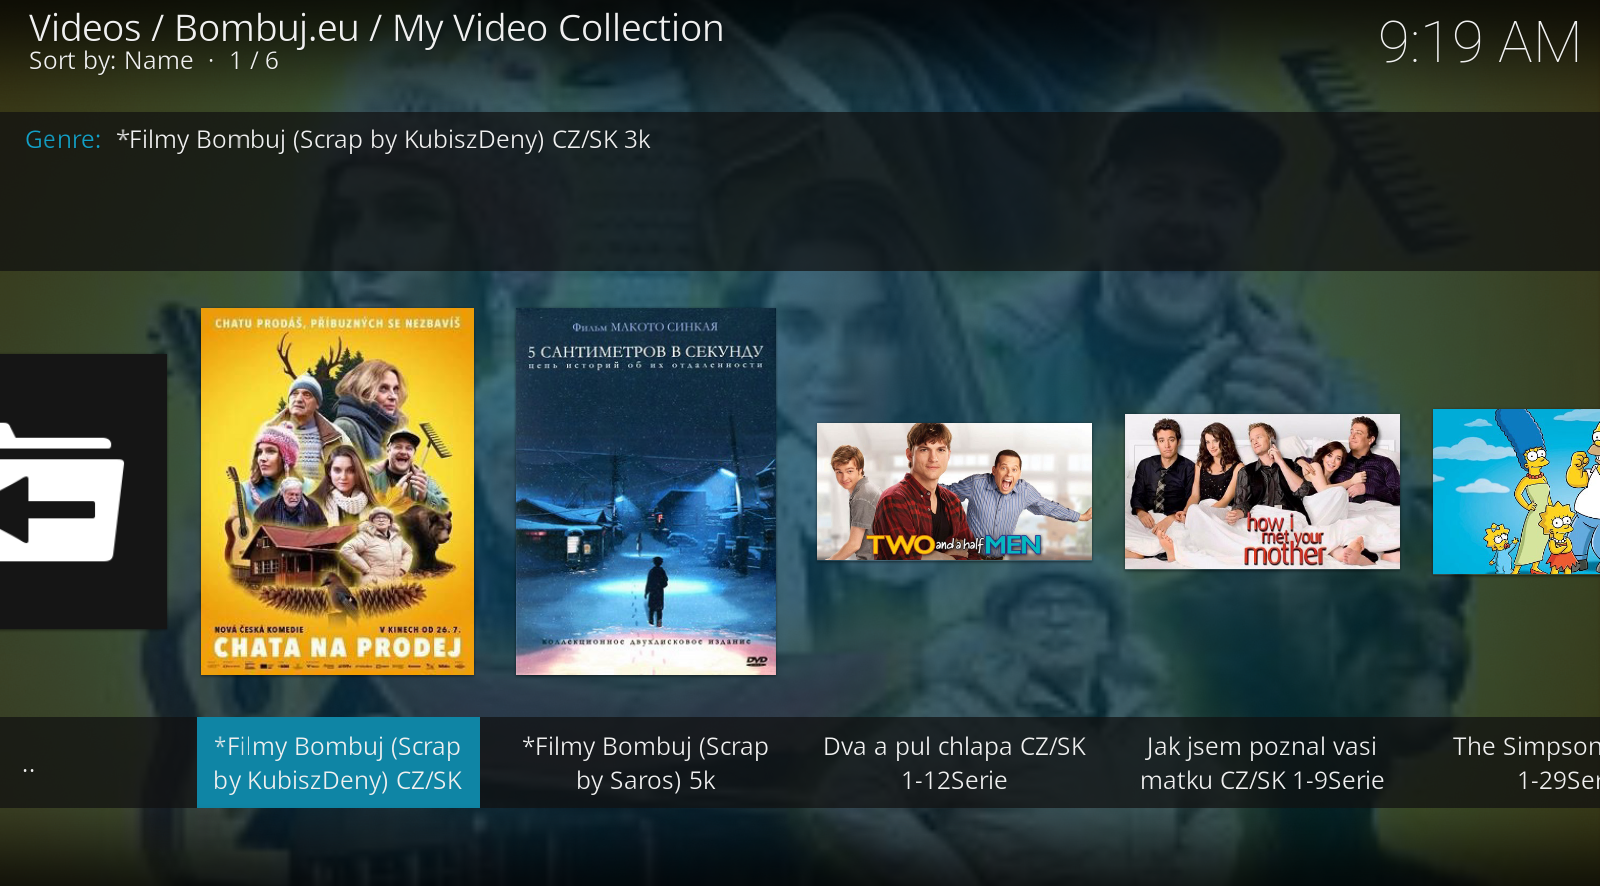 Videos / Bombuj.eu / My Video Collection
Sort by: Name · 1 / 6
9:19 AM
Genre: *Filmy Bombuj (Scrap by KubiszDeny) CZ/SK 3k
CHATU PRODÁŠ, PŘÍBUZNÝCH SE NEZBAVÍŠ
NOVÁ ČESKÁ KOMEDIE
V KINECH OD 26. 7.
CHATA NA PRODEJ
Фильм МАКОТО СИНКАЯ
5 САНТИМЕТРОВ В СЕКУНДУ
цепь историй об их отдаленности
коллекционное двухдисковое издание
DVD
TWO and a half MEN
how i
met your
mother
..
*Filmy Bombuj (Scrap
by KubiszDeny) CZ/SK
*Filmy Bombuj (Scrap
by Saros) 5k
Dva a pul chlapa CZ/SK
1-12Serie
Jak jsem poznal vasi
matku CZ/SK 1-9Serie
The Simpson
1-29Ser